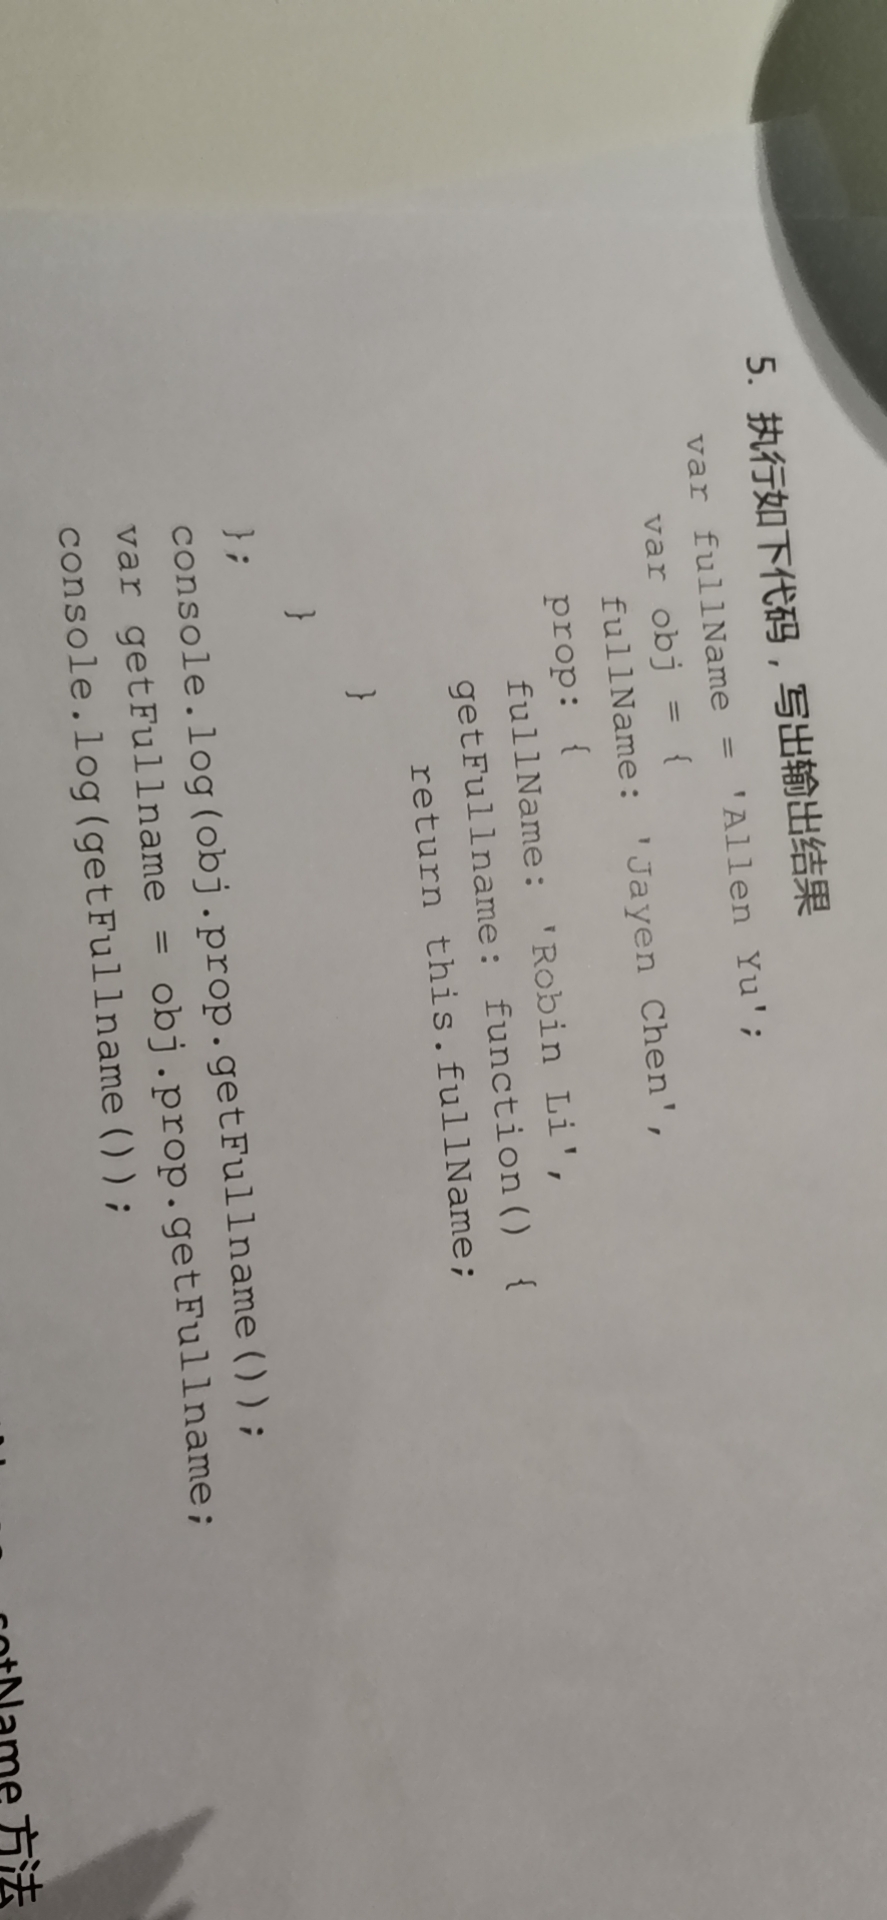 5. 执行如下代码，写出输出结果
var fullName = 'Allen Yu';
var obj = {
fullName: 'Jayen Chen',
prop: {
fullName: 'Robin Li',
getFullname: function() {
return this.fullName;
}
}
};
console.log(obj.prop.getFullname());
var getFullname = obj.prop.getFullname;
console.log(getFullname());
setName 方法